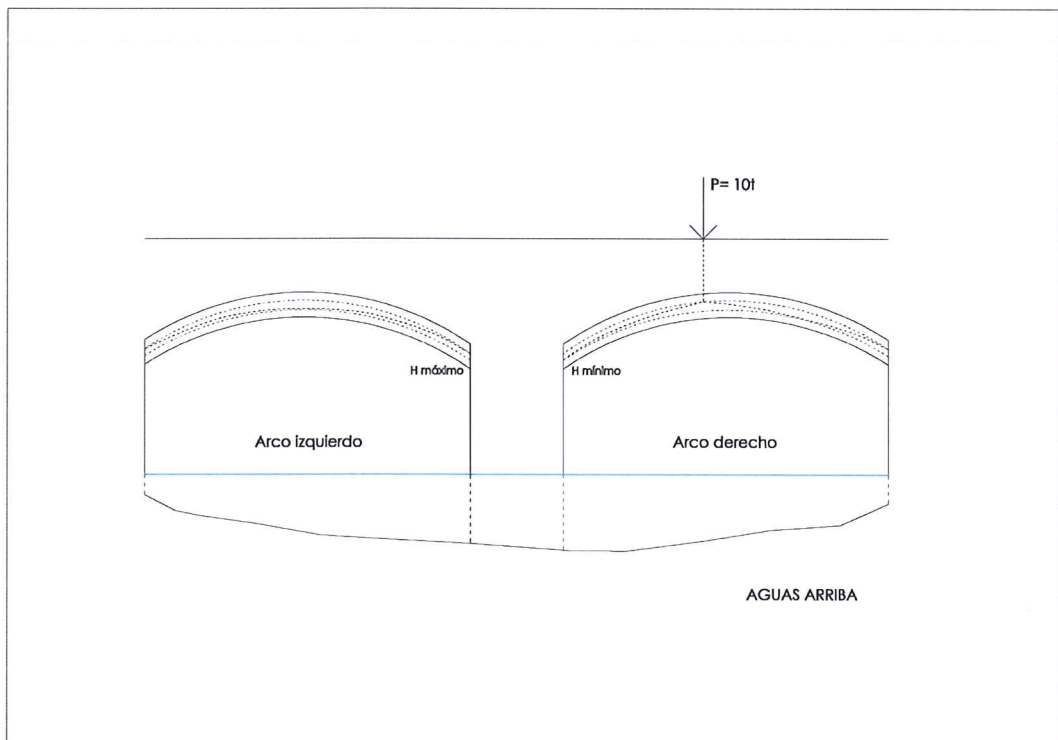 P= 10t
H máximo
H mínimo
Arco izquierdo
Arco derecho
AGUAS ARRIBA